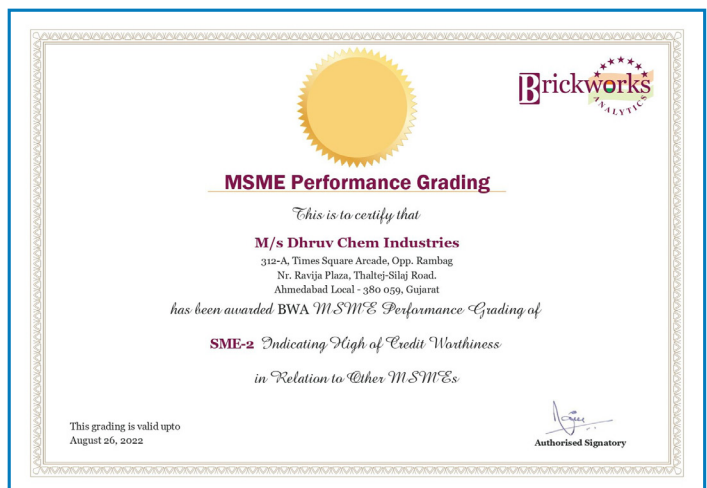 Brickworks
ANALYTICS
MSME Performance Grading
This is to certify that
M/s Dhruv Chem Industries
312-A, Times Square Arcade, Opp. Rambag
Nr. Ravija Plaza, Thaltej-Silaj Road.
Ahmedabad Local - 380 059, Gujarat
has been awarded BWA MSME Performance Grading of
SME-2 Indicating High of Credit Worthiness
in Relation to Other MSMEs
This grading is valid upto
August 26, 2022
Authorised Signatory